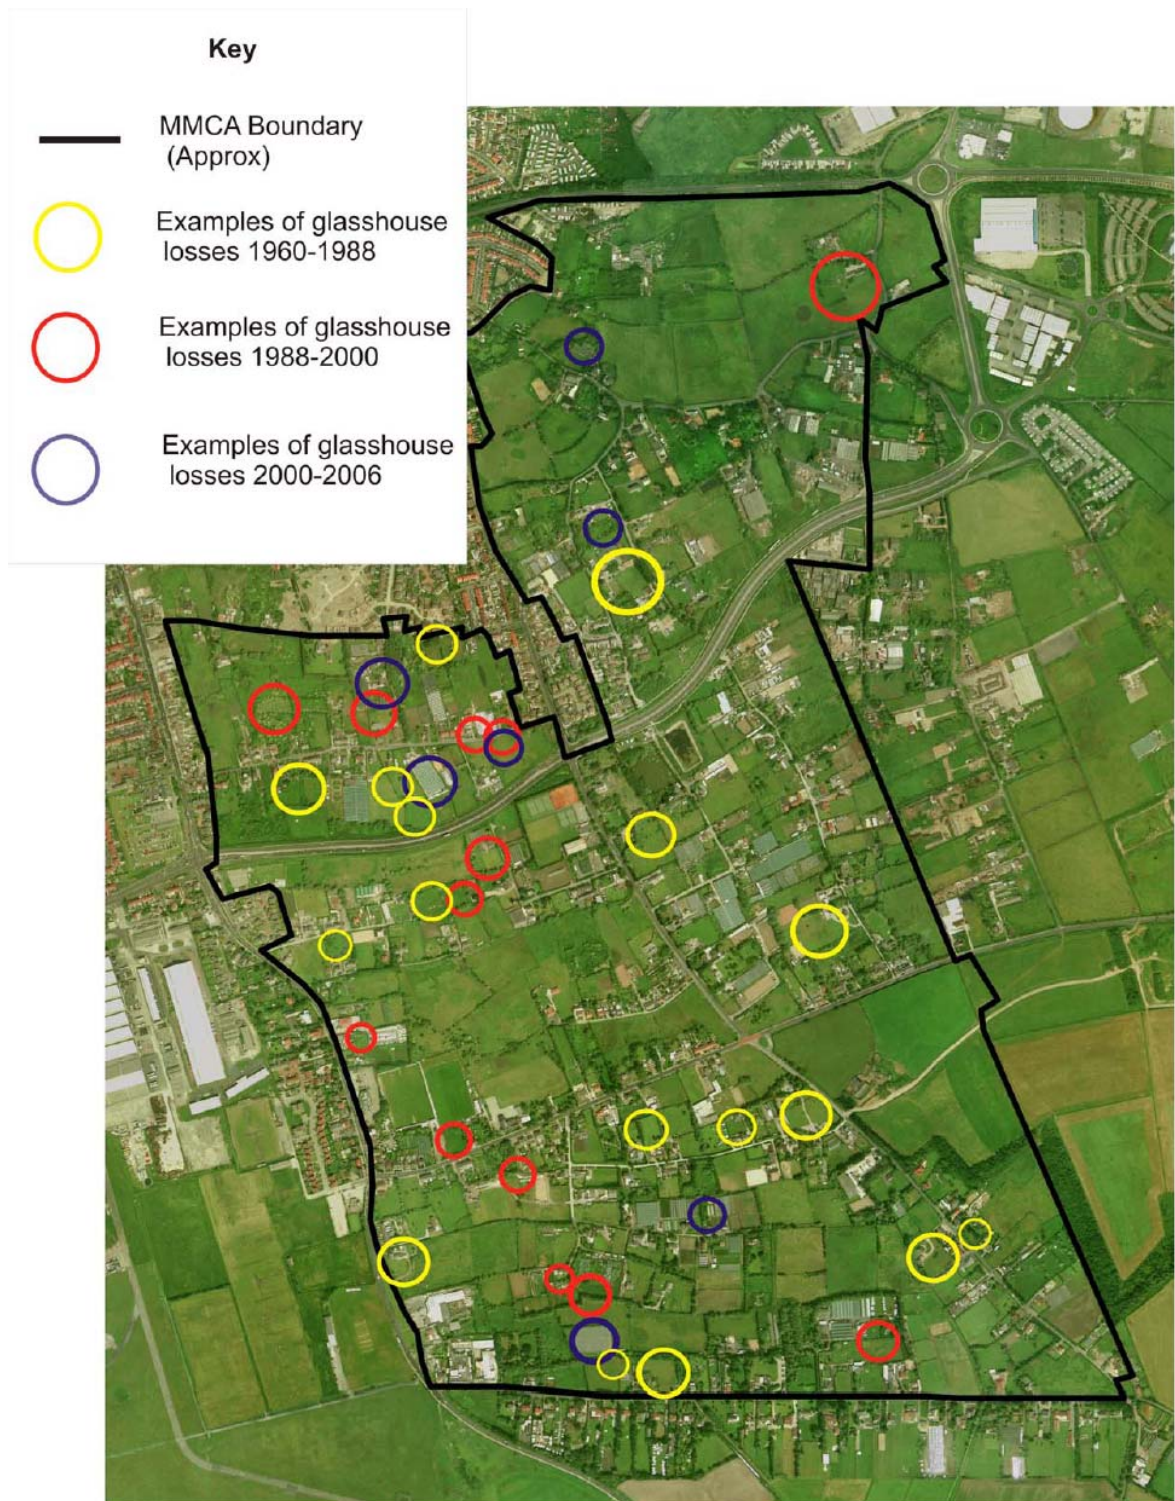 Key
MMCA Boundary
(Approx)
Examples of glasshouse
losses 1960-1988
Examples of glasshouse
losses 1988-2000
Examples of glasshouse
losses 2000-2006